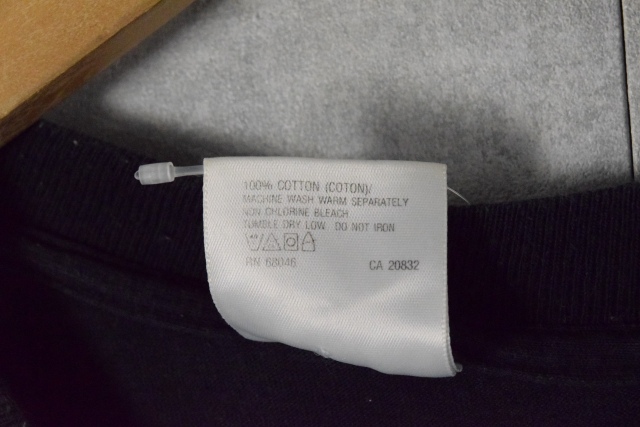 100% COTTON (COTON)/
MACHINE WASH WARM SEPARATELY
NON CHLORINE BLEACH
TUMBLE DRY LOW DO NOT IRON
RN 68046 CA 20832